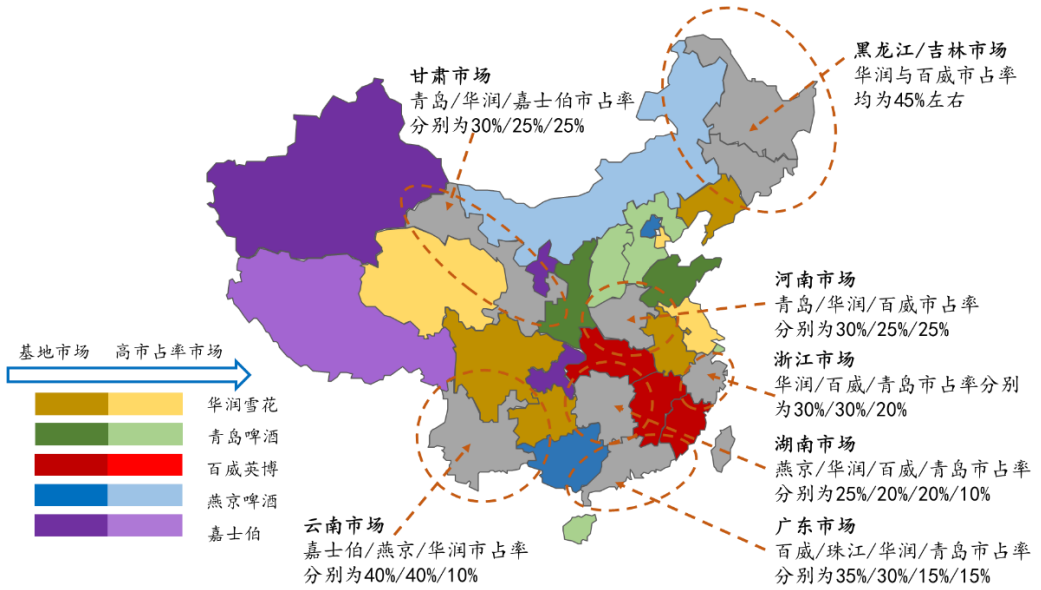 黑龙江/吉林市场
华润与百威市占率
均为45%左右
甘肃市场
青岛/华润/嘉士伯市占率
分别为30%/25%/25%
河南市场
青岛/华润/百威市占率
分别为30%/25%/25%
浙江市场
华润/百威/青岛市占率分别
为30%/30%/20%
湖南市场
燕京/华润/百威/青岛市占率
分别为25%/20%/20%/10%
广东市场
百威/珠江/华润/青岛市占率
分别为35%/30%/15%/15%
云南市场
嘉士伯/燕京/华润市占率
分别为40%/40%/10%
基地市场 高市占率市场
华润雪花
青岛啤酒
百威英博
燕京啤酒
嘉士伯